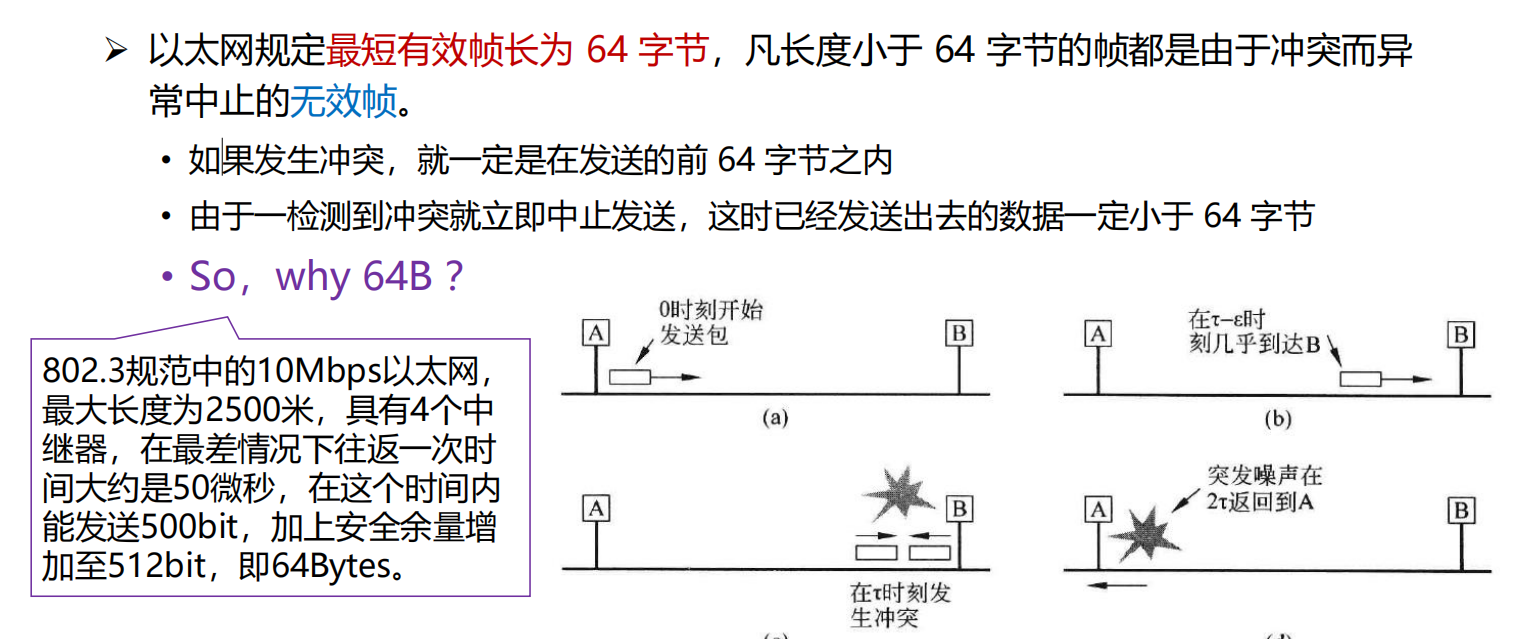 ➢ 以太网规定最短有效帧长为 64 字节，凡长度小于 64 字节的帧都是由于冲突而异
常中止的无效帧。
• 如果发生冲突，就一定是在发送的前 64 字节之内
• 由于一检测到冲突就立即中止发送，这时已经发送出去的数据一定小于 64 字节
• So，why 64B？
802.3规范中的10Mbps以太网，
最大长度为2500米，具有4个中
继器，在最差情况下往返一次时
间大约是50微秒，在这个时间内
能发送500bit，加上安全余量增
加至512bit，即64Bytes。
A
0时刻开始
发送包
B
(a)
A
在τ−ε时
刻几乎到达B
B
(b)
A
B
在τ时刻发
生冲突
A
突发噪声在
2τ返回到A
B